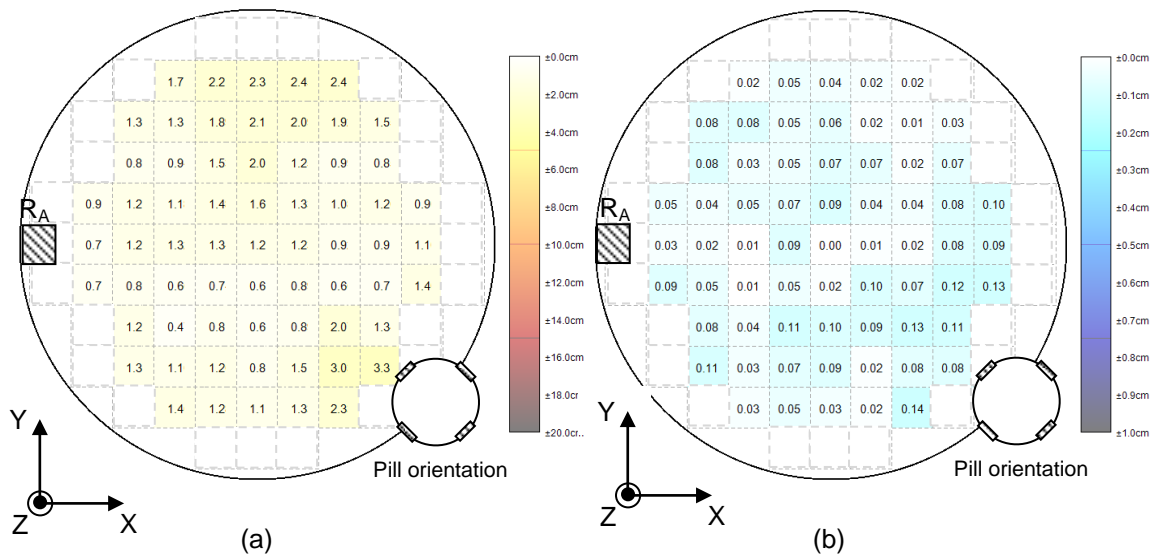 1.7 2.2 2.3 2.4 2.4
1.3 1.3 1.8 2.1 2.0 1.9 1.5
0.8 0.9 1.5 2.0 1.2 0.9 0.8
0.9 1.2 1.1 1.4 1.6 1.3 1.0 1.2 0.9
R_A
0.7 1.2 1.3 1.3 1.2 1.2 0.9 0.9 1.1
0.7 0.8 0.6 0.7 0.6 0.8 0.6 0.7 1.4
1.2 0.4 0.8 0.6 0.8 2.0 1.3
1.3 1.1 1.2 0.8 1.5 3.0 3.3
1.4 1.2 1.1 1.3 2.3
±0.0cm
±2.0cm
±4.0cm
±6.0cm
±8.0cm
±10.0cm
±12.0cm
±14.0cm
±16.0cm
±18.0cr
±20.0cr..
Pill orientation
Y
Z
X
(a)
0.02 0.05 0.04 0.02 0.02
0.08 0.08 0.05 0.06 0.02 0.01 0.03
0.08 0.03 0.05 0.07 0.07 0.02 0.07
0.05 0.04 0.05 0.07 0.09 0.04 0.04 0.08 0.10
R_A
0.03 0.02 0.01 0.09 0.00 0.01 0.02 0.08 0.09
0.09 0.05 0.01 0.05 0.02 0.10 0.07 0.12 0.13
0.08 0.04 0.11 0.10 0.09 0.13 0.11
0.11 0.03 0.07 0.09 0.02 0.08 0.08
0.03 0.05 0.03 0.02 0.14
±0.0cm
±0.1cm
±0.2cm
±0.3cm
±0.4cm
±0.5cm
±0.6cm
±0.7cm
±0.8cm
±0.9cm
±1.0cm
Pill orientation
Y
Z
X
(b)